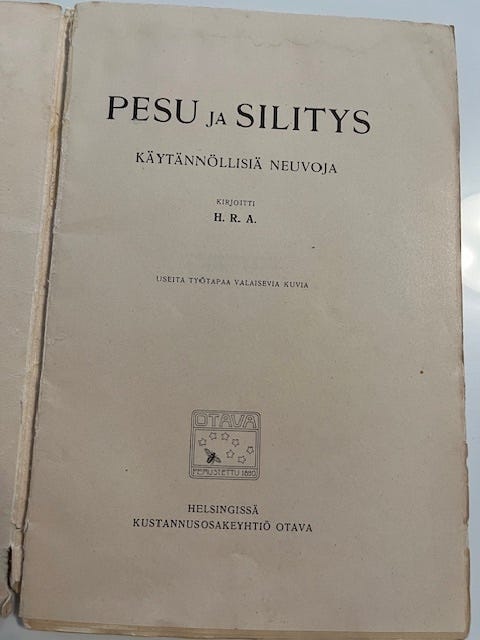 PESU JA SILITYS
KÄYTÄNNÖLLISIÄ NEUVOJA
KIRJOITTI
H. R. A.
USEITA TYÖTAPAA VALAISEVIA KUVIA
OTAVA
PERUSTETTU 1890
HELSINGISSÄ
KUSTANNUSOSAKEYHTIÖ OTAVA